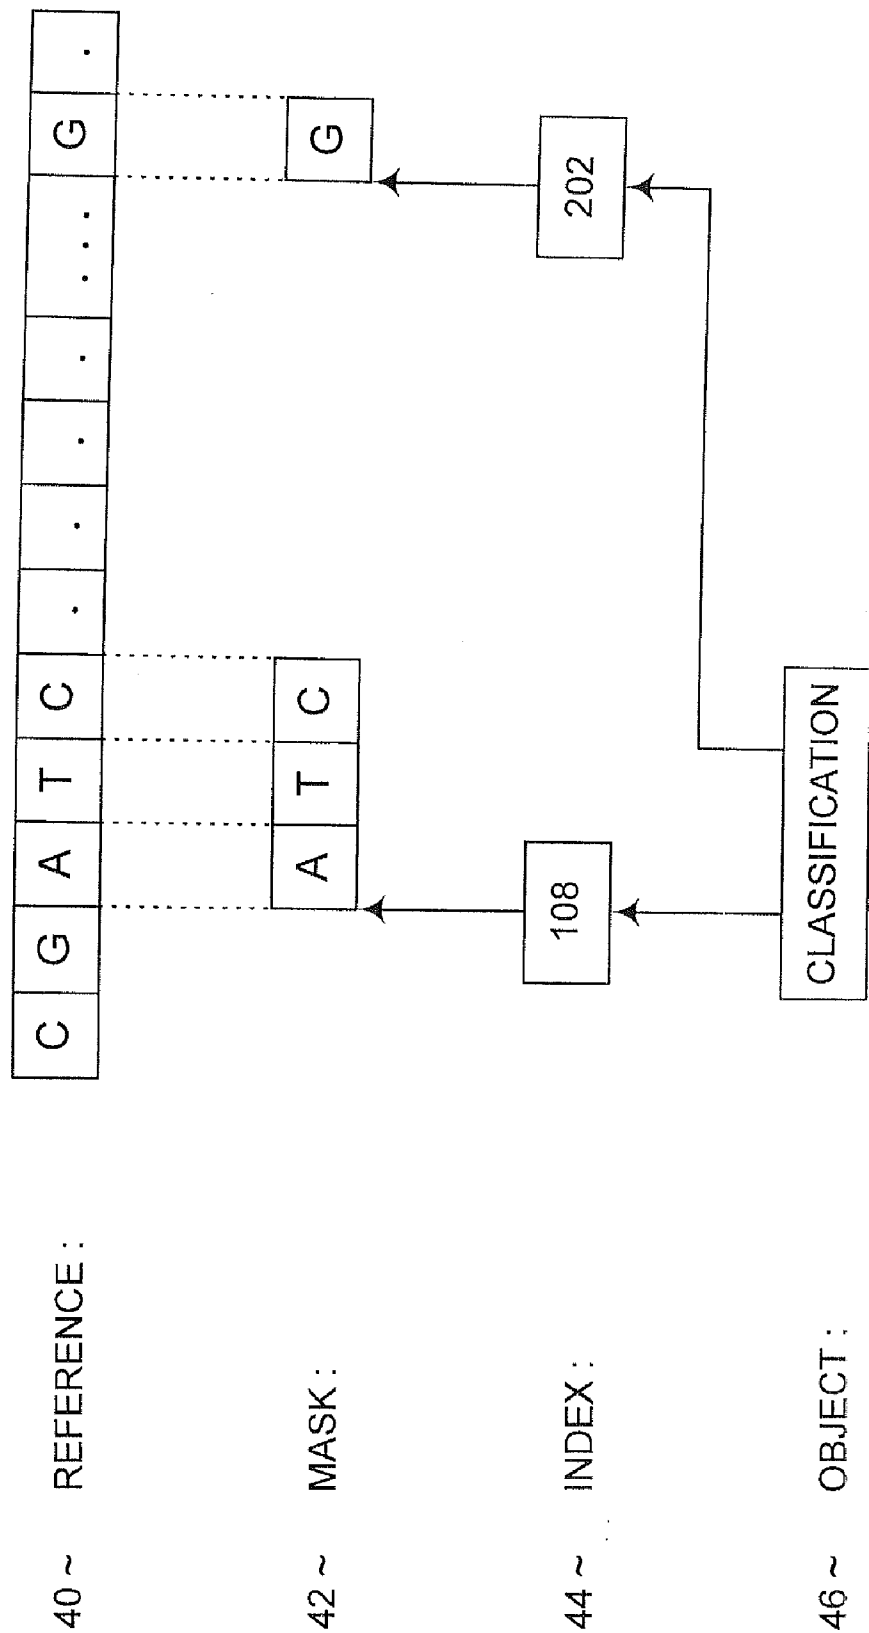 40 ~ REFERENCE : C G A T C . . . . ... G .
42 ~ MASK : A T C G
44 ~ INDEX : 108 202
46 ~ OBJECT : CLASSIFICATION